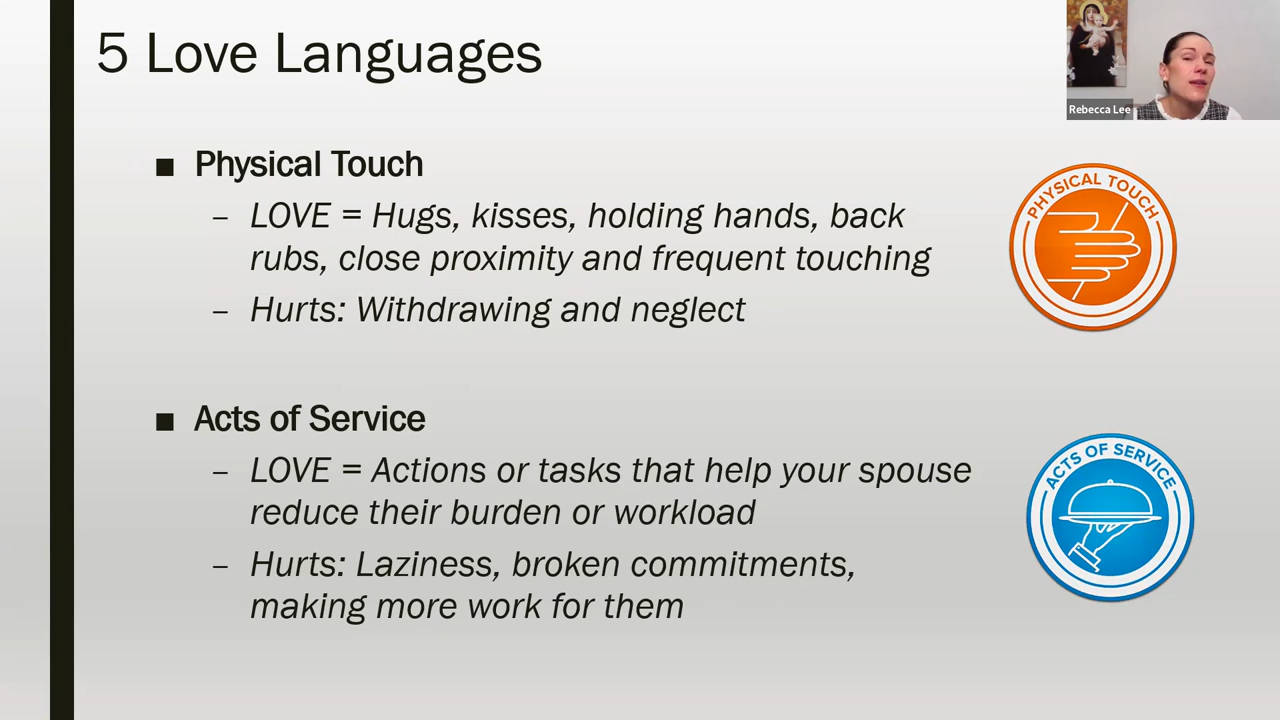 5 Love Languages
Rebecca Lee
■ Physical Touch
– LOVE = Hugs, kisses, holding hands, back
rubs, close proximity and frequent touching
– Hurts: Withdrawing and neglect
PHYSICAL TOUCH
■ Acts of Service
– LOVE = Actions or tasks that help your spouse
reduce their burden or workload
– Hurts: Laziness, broken commitments,
making more work for them
ACTS OF SERVICE